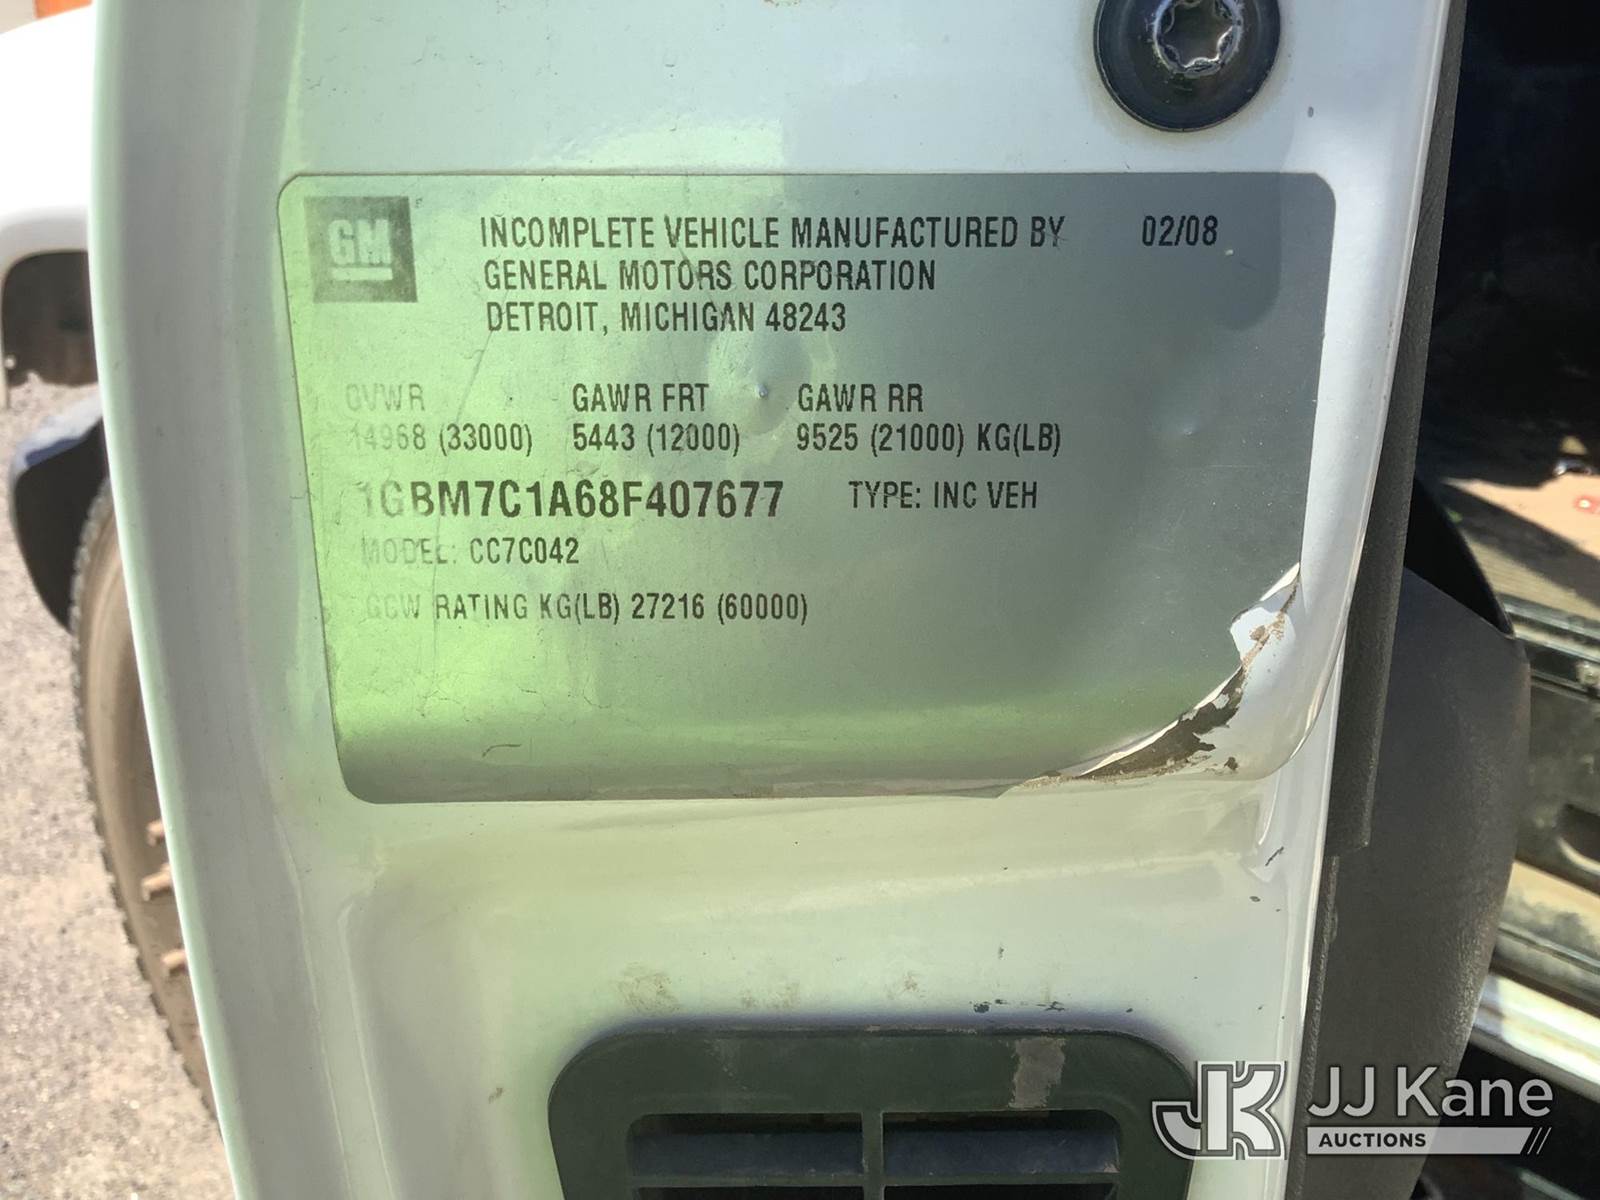 GM
INCOMPLETE VEHICLE MANUFACTURED BY 02/08
GENERAL MOTORS CORPORATION
DETROIT, MICHIGAN 48243
GVWR GAWR FRT GAWR RR
14968 (33000) 5443 (12000) 9525 (21000) KG(LB)
1GBM7C1A68F407677 TYPE: INC VEH
MODEL: CC7C042
GCW RATING KG(LB) 27216 (60000)
JK JJ Kane
AUCTIONS